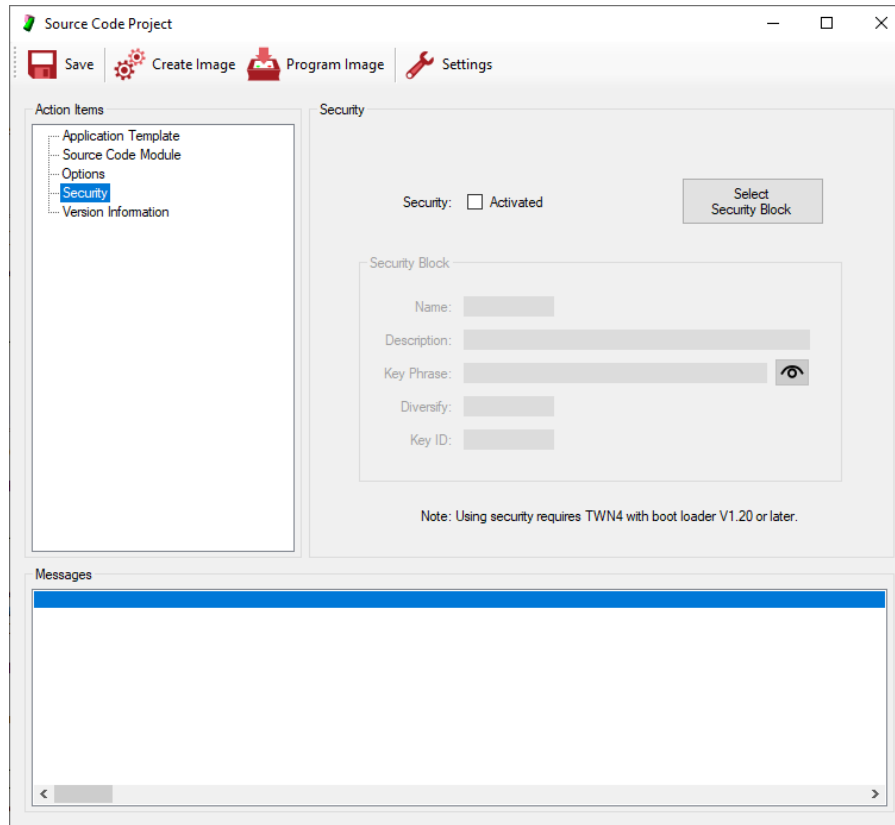 Source Code Project
Save Create Image Program Image Settings
Action Items
Application Template
Source Code Module
Options
Security
Version Information
Security
Security: Activated
Select
Security Block
Security Block
Name:
Description:
Key Phrase:
Diversify:
Key ID:
Note: Using security requires TWN4 with boot loader V1.20 or later.
Messages